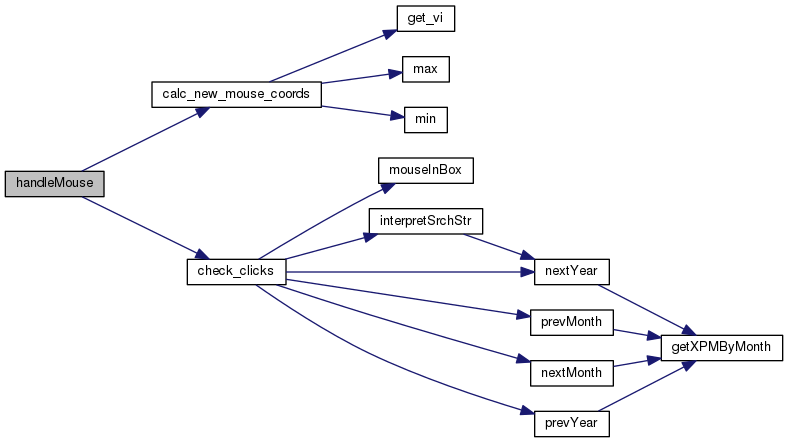 get_vi
max
calc_new_mouse_coords
min
mouseInBox
handleMouse
interpretSrchStr
check_clicks
nextYear
prevMonth
getXPMByMonth
nextMonth
prevYear